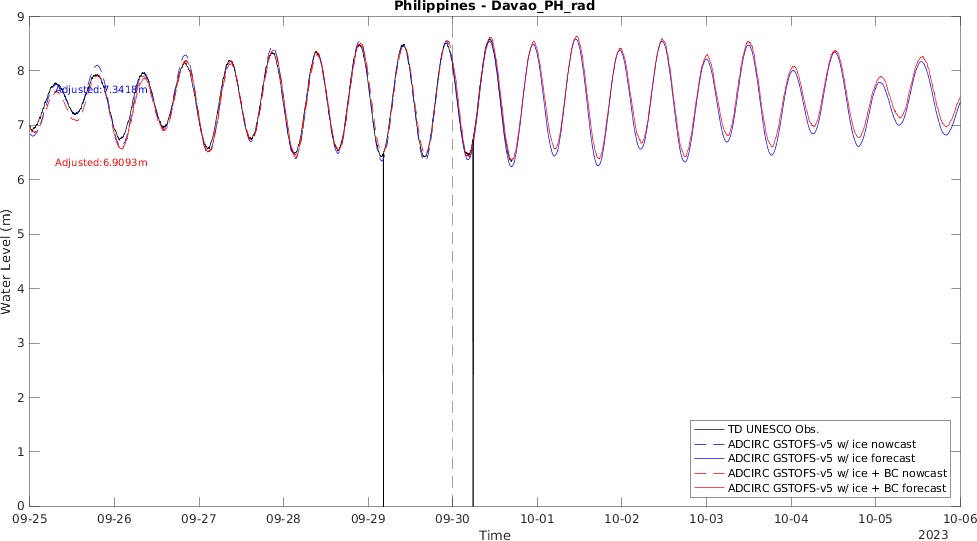 Philippines - Davao_PH_rad
Water Level (m)
9
8
7
6
5
4
3
2
1
0
Adjusted:7.3418m
Adjusted:6.9093m
TD UNESCO Obs.
ADCIRC GSTOFS-v5 w/ ice nowcast
ADCIRC GSTOFS-v5 w/ ice forecast
ADCIRC GSTOFS-v5 w/ ice + BC nowcast
ADCIRC GSTOFS-v5 w/ ice + BC forecast
09-25 09-26 09-27 09-28 09-29 09-30 10-01 10-02 10-03 10-04 10-05 10-06
Time
2023